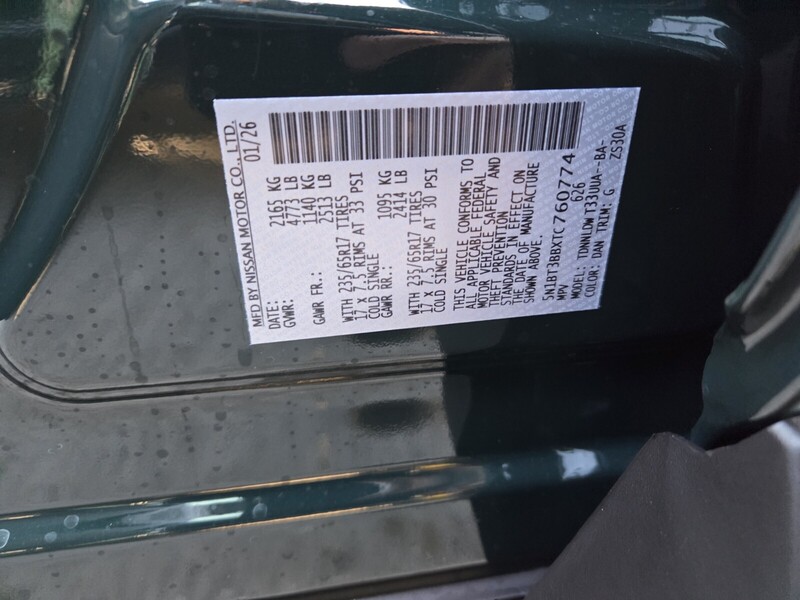 MFD BY NISSAN MOTOR CO., LTD.
DATE: 01/26
GVWR: 2165 KG
4773 LB
GAWR FR.: 1140 KG
2513 LB
WITH 235/65R17 TIRES
17 X 7.5 RIMS AT 33 PSI
COLD SINGLE
GAWR RR.: 1095 KG
2414 LB
WITH 235/65R17 TIRES
17 X 7.5 RIMS AT 30 PSI
COLD SINGLE
THIS VEHICLE CONFORMS TO
ALL APPLICABLE FEDERAL
MOTOR VEHICLE SAFETY AND
THEFT PREVENTION
STANDARDS IN EFFECT ON
THE DATE OF MANUFACTURE
SHOWN ABOVE.
5N1BT3BBXTC760774
MPV 626
MODEL: TDNNLDW T33UUA--BA-
COLOR: DAN TRIM: G ZS30A